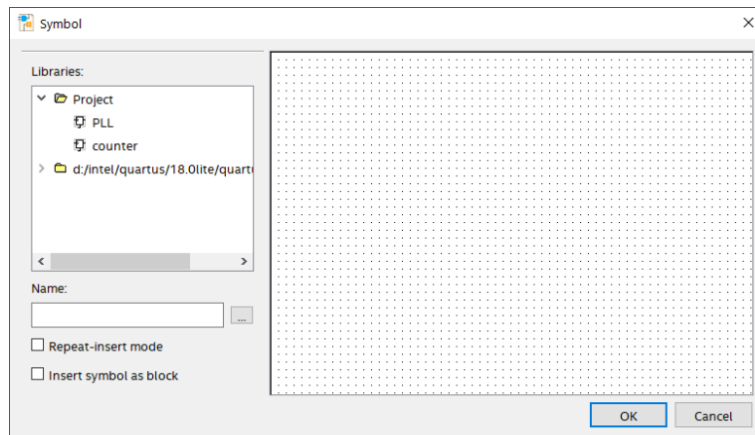 Symbol
Libraries:
Project
PLL
counter
d:/intel/quartus/18.0lite/quart
Name:
...
Repeat-insert mode
Insert symbol as block
OK
Cancel